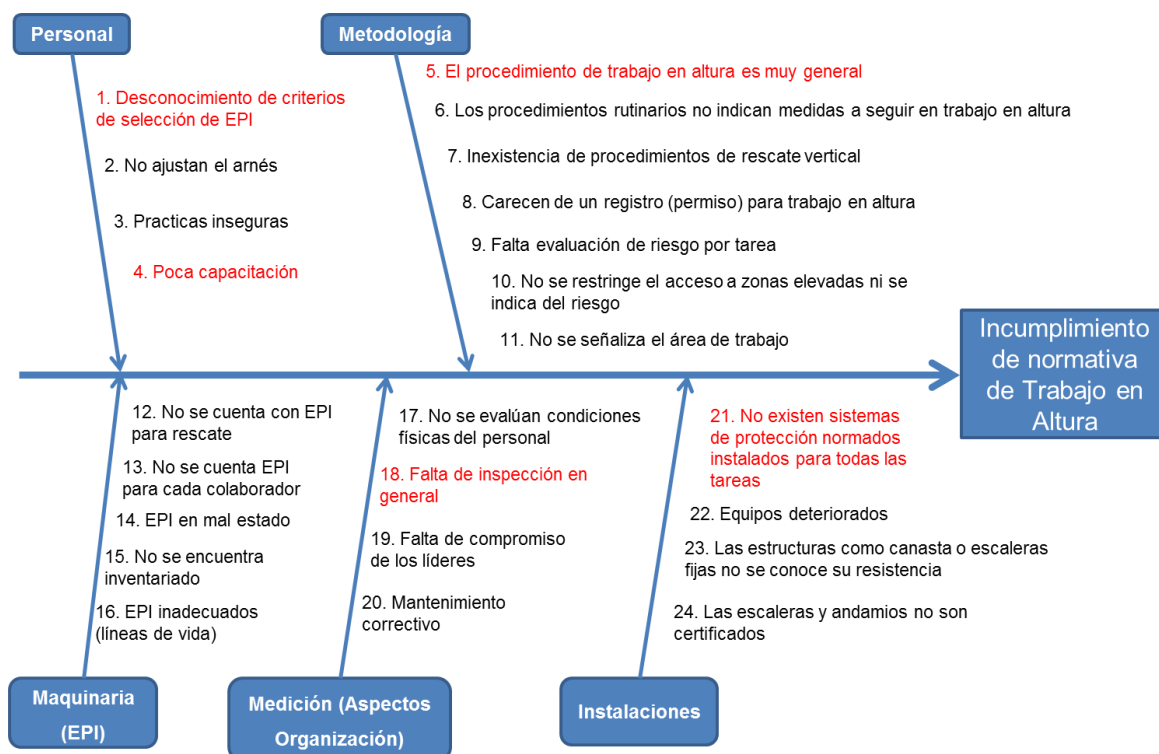 Personal
Metodología
1. Desconocimiento de criterios
de selección de EPI
2. No ajustan el arnés
3. Practicas inseguras
4. Poca capacitación
5. El procedimiento de trabajo en altura es muy general
6. Los procedimientos rutinarios no indican medidas a seguir en trabajo en altura
7. Inexistencia de procedimientos de rescate vertical
8. Carecen de un registro (permiso) para trabajo en altura
9. Falta evaluación de riesgo por tarea
10. No se restringe el acceso a zonas elevadas ni se
indica del riesgo
11. No se señaliza el área de trabajo
Incumplimiento
de normativa
de Trabajo en
Altura
12. No se cuenta con EPI
para rescate
13. No se cuenta EPI
para cada colaborador
14. EPI en mal estado
15. No se encuentra
inventariado
16. EPI inadecuados
(líneas de vida)
17. No se evalúan condiciones
físicas del personal
18. Falta de inspección en
general
19. Falta de compromiso
de los líderes
20. Mantenimiento
correctivo
21. No existen sistemas
de protección normados
instalados para todas las
tareas
22. Equipos deteriorados
23. Las estructuras como canasta o escaleras
fijas no se conoce su resistencia
24. Las escaleras y andamios no son
certificados
Maquinaria
(EPI)
Medición (Aspectos
Organización)
Instalaciones